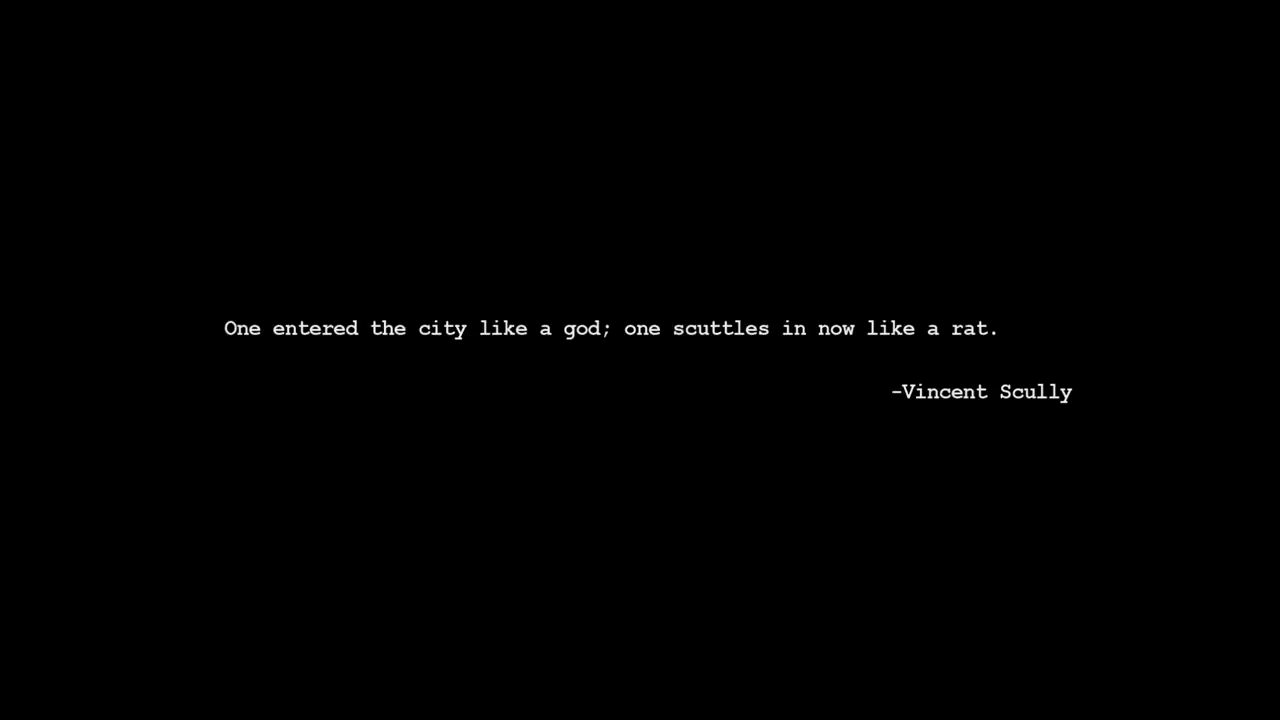 One entered the city like a god; one scuttles in now like a rat.
-Vincent Scully